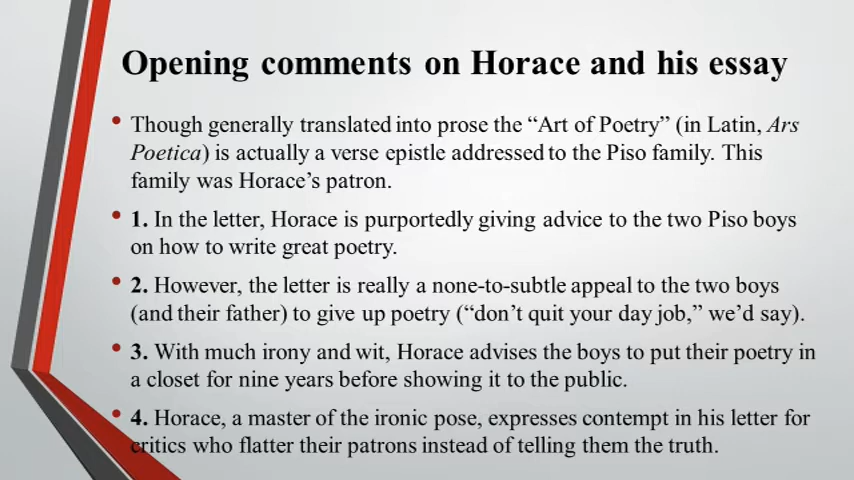 Opening comments on Horace and his essay
• Though generally translated into prose the “Art of Poetry” (in Latin, Ars
Poetica) is actually a verse epistle addressed to the Piso family. This
family was Horace’s patron.
• 1. In the letter, Horace is purportedly giving advice to the two Piso boys
on how to write great poetry.
• 2. However, the letter is really a none-to-subtle appeal to the two boys
(and their father) to give up poetry (“don’t quit your day job,” we’d say).
• 3. With much irony and wit, Horace advises the boys to put their poetry in
a closet for nine years before showing it to the public.
• 4. Horace, a master of the ironic pose, expresses contempt in his letter for
critics who flatter their patrons instead of telling them the truth.